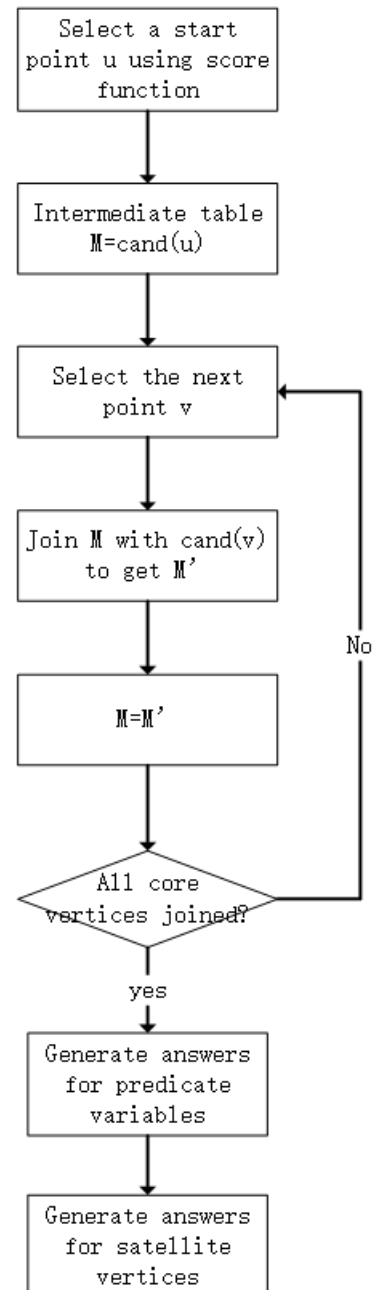 Select a start
point u using score
function
Intermediate table
M=cand(u)
Select the next
point v
Join M with cand(v)
to get M’
No
M=M’
All core
vertices joined?
yes
Generate answers
for predicate
variables
Generate answers
for satellite
vertices